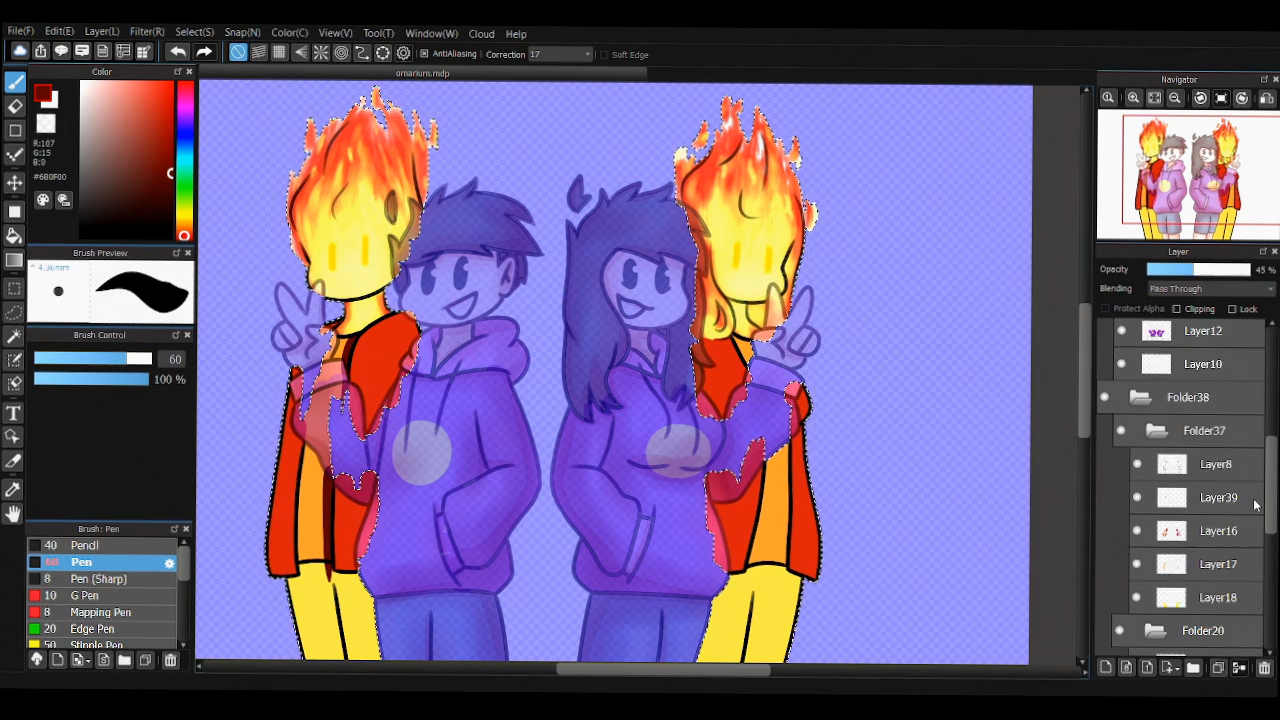 File(F) Edit(E) Layer(L) Filter(R) Select(S) Snap(N) Color(C) View(V) Tool(T) Window(W) Cloud Help
AntiAliasing Correction 17 Soft Edge
Color
omarium.mdp
Navigator
R:107
G:15
B:0
#6B0F00
Brush Preview
^ 4.36mm
Brush Control
60
100 %
Brush: Pen
40 Pencil
60 Pen
8 Pen (Sharp)
10 G Pen
8 Mapping Pen
20 Edge Pen
50 Stipple Pen
Layer
Opacity 45 %
Blending Pass Through
Protect Alpha Clipping Lock
Layer12
Layer10
Folder38
Folder37
Layer8
Layer39
Layer16
Layer17
Layer18
Folder20